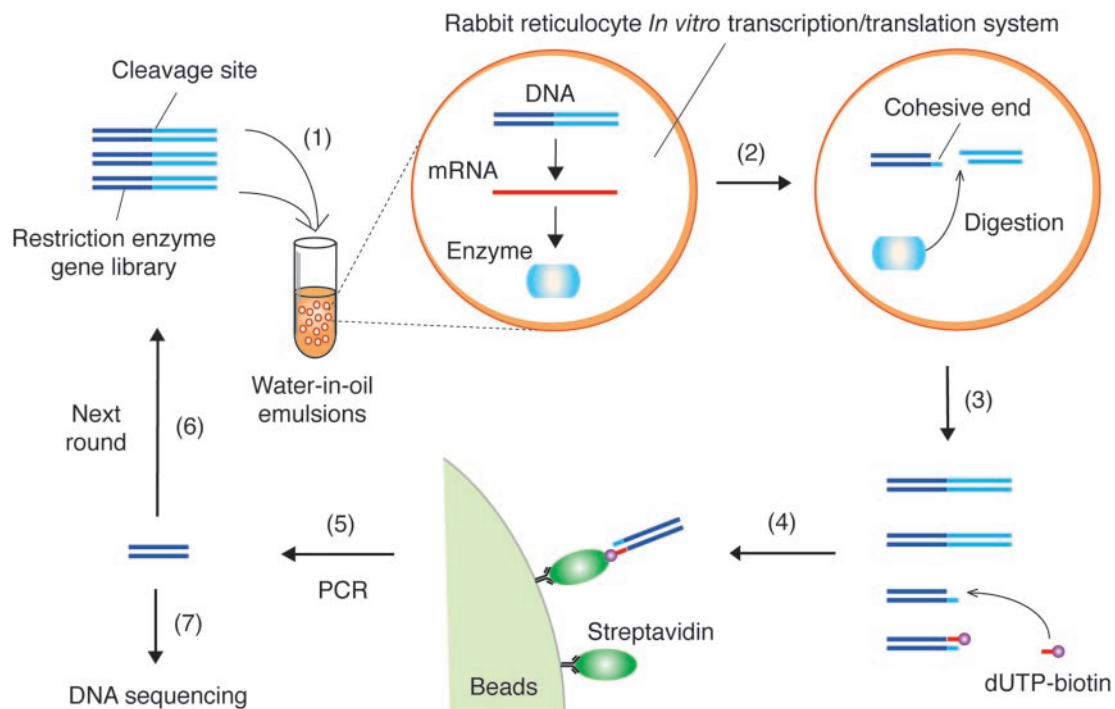 Rabbit reticulocyte In vitro transcription/translation system
Cleavage site
(1)
DNA
mRNA
Enzyme
(2)
Cohesive end
Digestion
Restriction enzyme
gene library
Water-in-oil
emulsions
Next
round
(6)
(3)
(5)
PCR
(4)
(7)
Streptavidin
Beads
dUTP-biotin
DNA sequencing